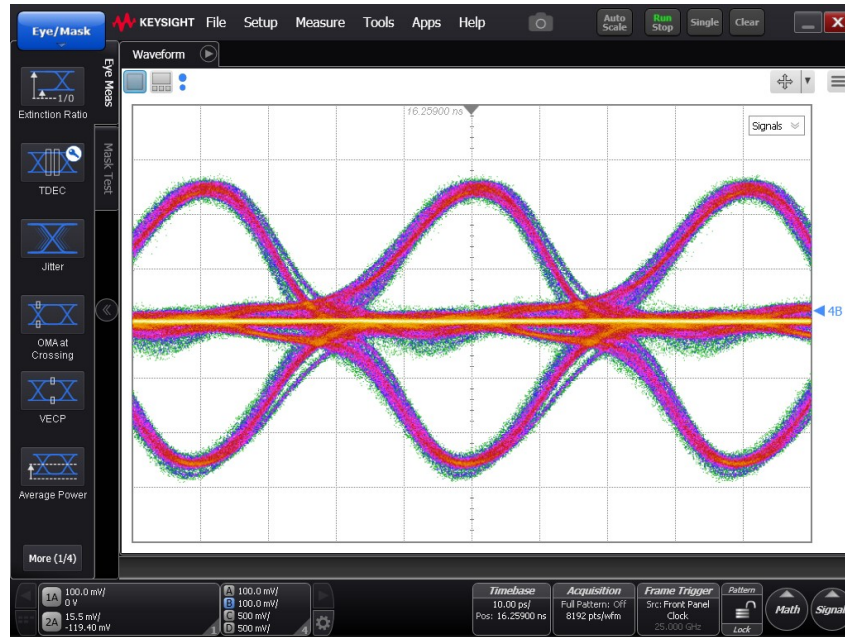 Eye/Mask
KEYSIGHT File Setup Measure Tools Apps Help
Auto Scale
Run Stop
Single
Clear
X
Waveform
Eye Meas
Mask Test
1/0
Extinction Ratio
TDEC
Jitter
OMA at
Crossing
VECP
Average Power
More (1/4)
16.25900 ns
Signals
4B
1A 100.0 mV/
0 V
2A 15.5 mV/
-119.40 mV
1
A 100.0 mV/
B 100.0 mV/
C 500 mV/
D 500 mV/
4
Timebase
10.00 ps/
Pos: 16.25900 ns
Acquisition
Full Pattern: Off
8192 pts/wfm
Frame Trigger
Src: Front Panel
Clock
25.000 GHz
Pattern
Lock
Math
Signal